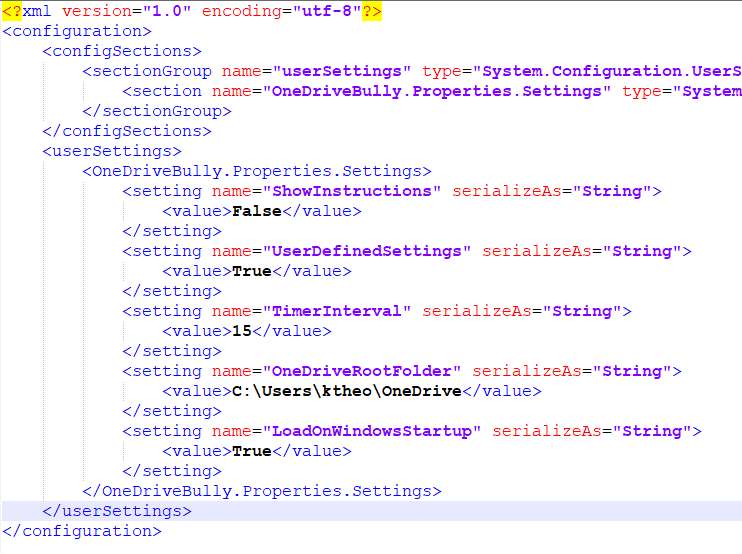 <?xml version="1.0" encoding="utf-8"?>
<configuration>
    <configSections>
        <sectionGroup name="userSettings" type="System.Configuration.UserS
            <section name="OneDriveBully.Properties.Settings" type="System
        </sectionGroup>
    </configSections>
    <userSettings>
        <OneDriveBully.Properties.Settings>
            <setting name="ShowInstructions" serializeAs="String">
                <value>False</value>
            </setting>
            <setting name="UserDefinedSettings" serializeAs="String">
                <value>True</value>
            </setting>
            <setting name="TimerInterval" serializeAs="String">
                <value>15</value>
            </setting>
            <setting name="OneDriveRootFolder" serializeAs="String">
                <value>C:\Users\ktheo\OneDrive</value>
            </setting>
            <setting name="LoadOnWindowsStartup" serializeAs="String">
                <value>True</value>
            </setting>
        </OneDriveBully.Properties.Settings>
    </userSettings>
</configuration>